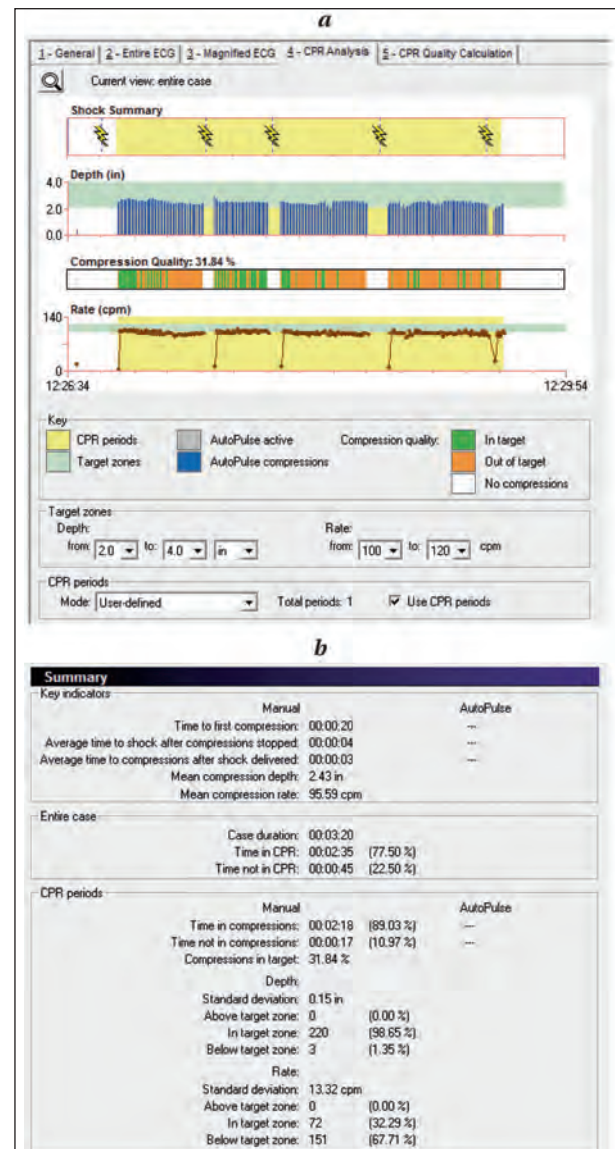 a
1 - General 2 - Entire ECG 3 - Magnified ECG 4 - CPR Analysis 5 - CPR Quality Calculation
Current view: entire case
Shock Summary
Depth (in)
4.0
2.0
0.0
Compression Quality: 31.84 %
Rate (cpm)
140
0
12:26:34 12:29:54
Key
CPR periods AutoPulse active Compression quality: In target
Target zones AutoPulse compressions Out of target
No compressions
Target zones
Depth: Rate:
from: 2.0 to: 4.0 in from: 100 to: 120 cpm
CPR periods
Mode: User-defined Total periods: 1 Use CPR periods
b
Summary
Key indicators
Manual AutoPulse
Time to first compression: 00:00:20 ---
Average time to shock after compressions stopped: 00:00:04 ---
Average time to compressions after shock delivered: 00:00:03 ---
Mean compression depth: 2.43 in
Mean compression rate: 95.59 cpm
Entire case
Case duration: 00:03:20
Time in CPR: 00:02:35 (77.50 %)
Time not in CPR: 00:00:45 (22.50 %)
CPR periods
Manual AutoPulse
Time in compressions: 00:02:18 (89.03 %) ---
Time not in compressions: 00:00:17 (10.97 %) ---
Compressions in target: 31.84 %
Depth:
Standard deviation: 0.15 in
Above target zone: 0 (0.00 %)
In target zone: 220 (98.65 %)
Below target zone: 3 (1.35 %)
Rate:
Standard deviation: 13.32 cpm
Above target zone: 0 (0.00 %)
In target zone: 72 (32.29 %)
Below target zone: 151 (67.71 %)